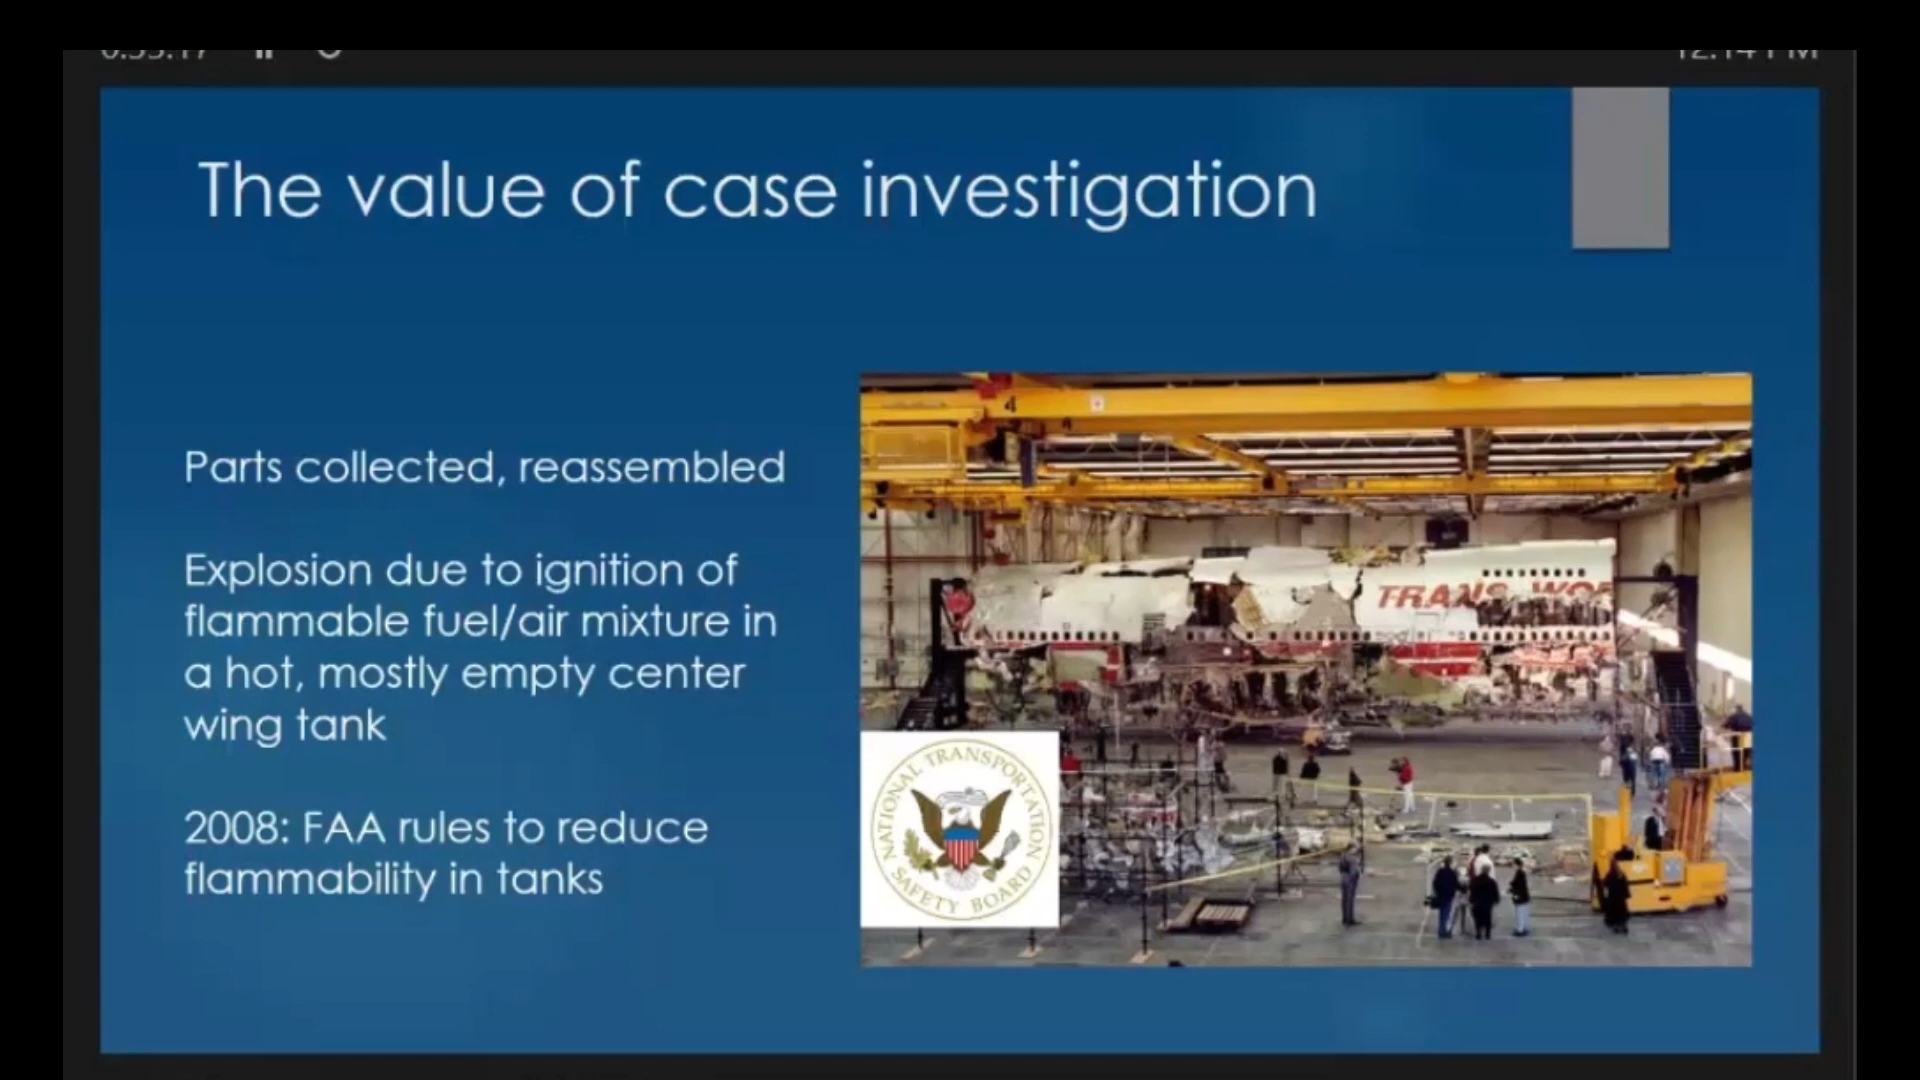 The value of case investigation
Parts collected, reassembled
Explosion due to ignition of
flammable fuel/air mixture in
a hot, mostly empty center
wing tank
2008: FAA rules to reduce
flammability in tanks
4
TRANS WOR
NATIONAL TRANSPORTATION
SAFETY BOARD